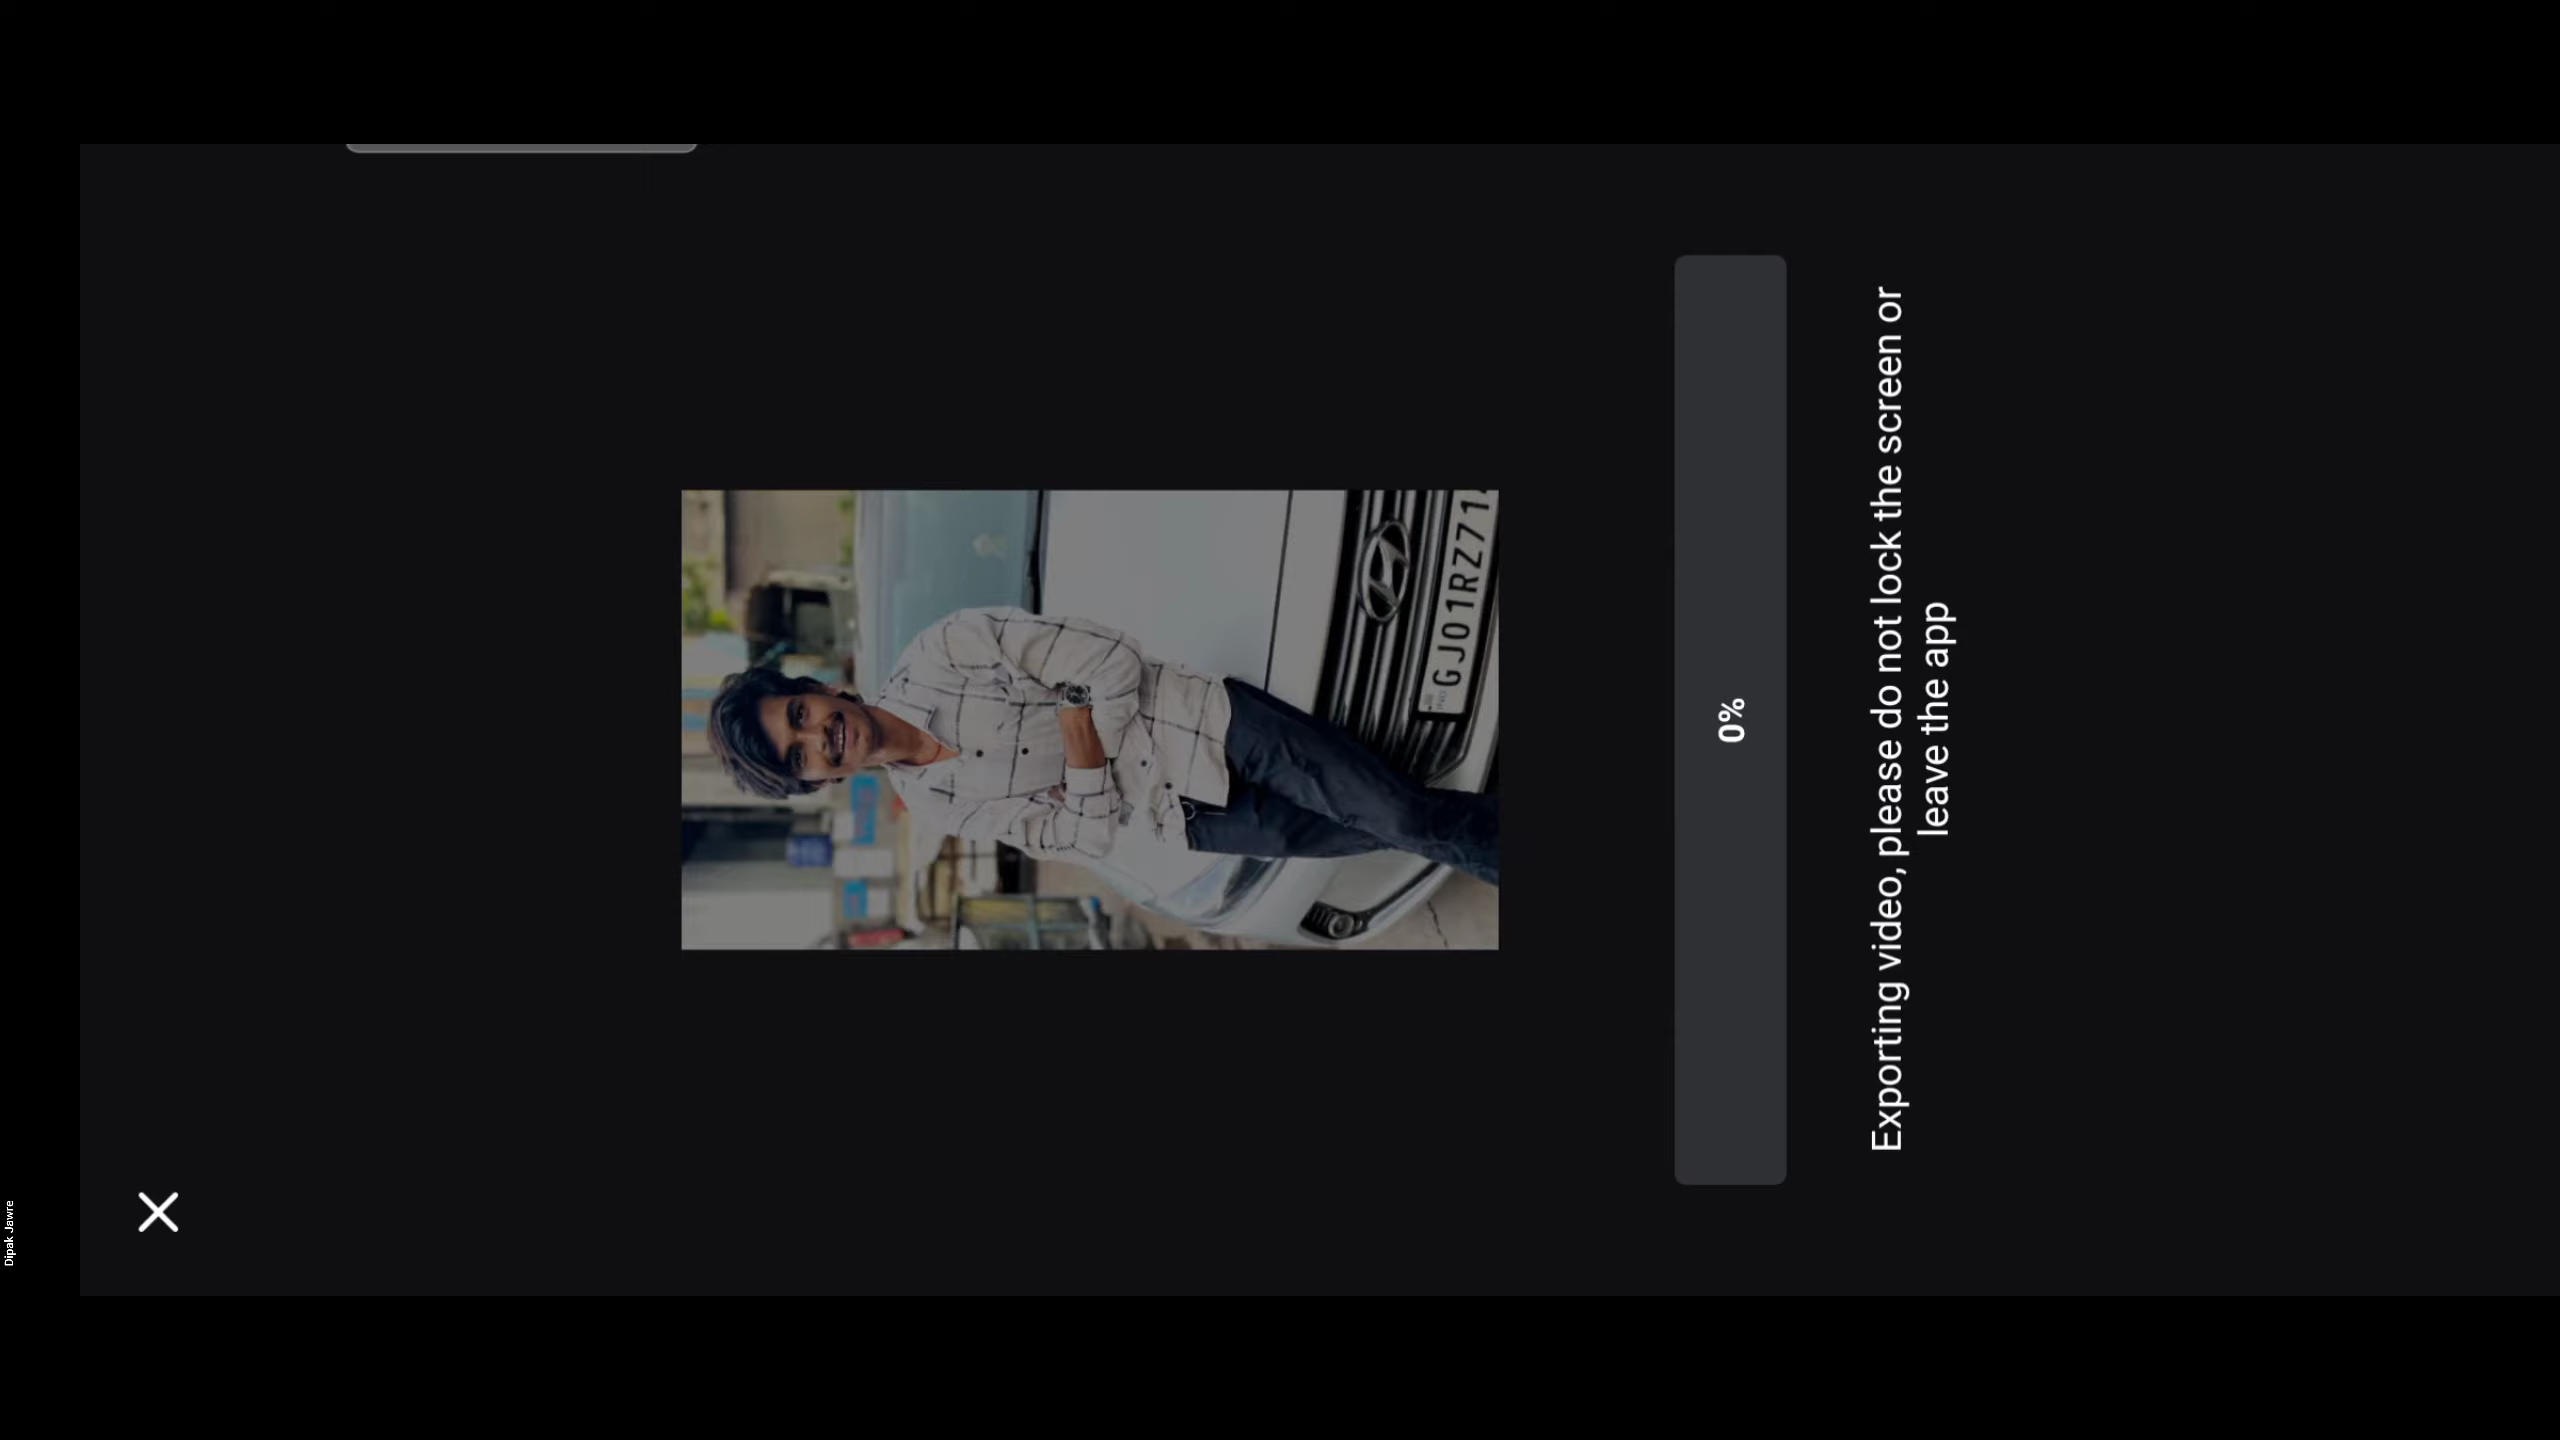 Dipak Jawre
GJ01RZ71
0%
Exporting video, please do not lock the screen or
leave the app